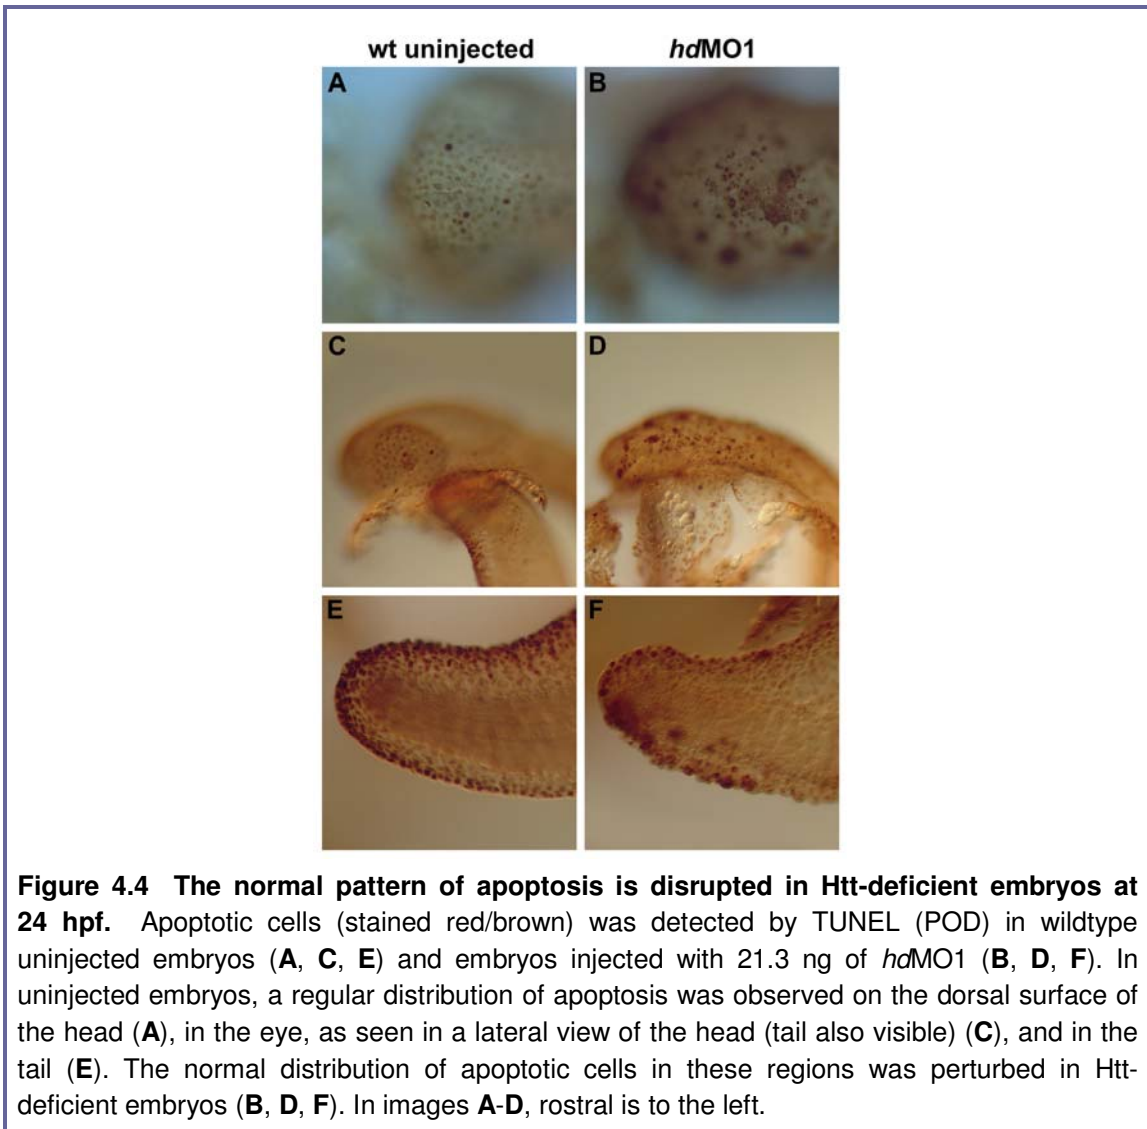 wt uninjected hdMO1
A B
C D
E F
Figure 4.4 The normal pattern of apoptosis is disrupted in Htt-deficient embryos at
24 hpf. Apoptotic cells (stained red/brown) was detected by TUNEL (POD) in wildtype
uninjected embryos (A, C, E) and embryos injected with 21.3 ng of hdMO1 (B, D, F). In
uninjected embryos, a regular distribution of apoptosis was observed on the dorsal surface of
the head (A), in the eye, as seen in a lateral view of the head (tail also visible) (C), and in the
tail (E). The normal distribution of apoptotic cells in these regions was perturbed in Htt-
deficient embryos (B, D, F). In images A-D, rostral is to the left.